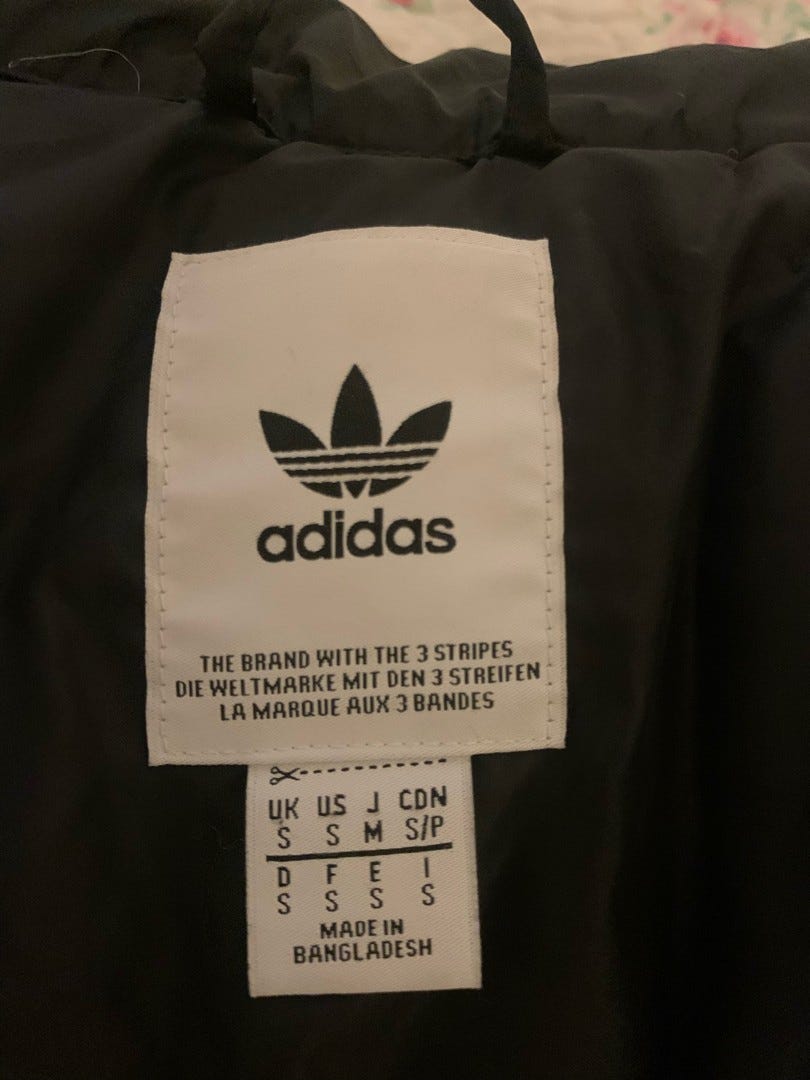 adidas
THE BRAND WITH THE 3 STRIPES
DIE WELTMARKE MIT DEN 3 STREIFEN
LA MARQUE AUX 3 BANDES
UK US J CDN
S S M S/P
D F E I
S S S S
MADE IN
BANGLADESH